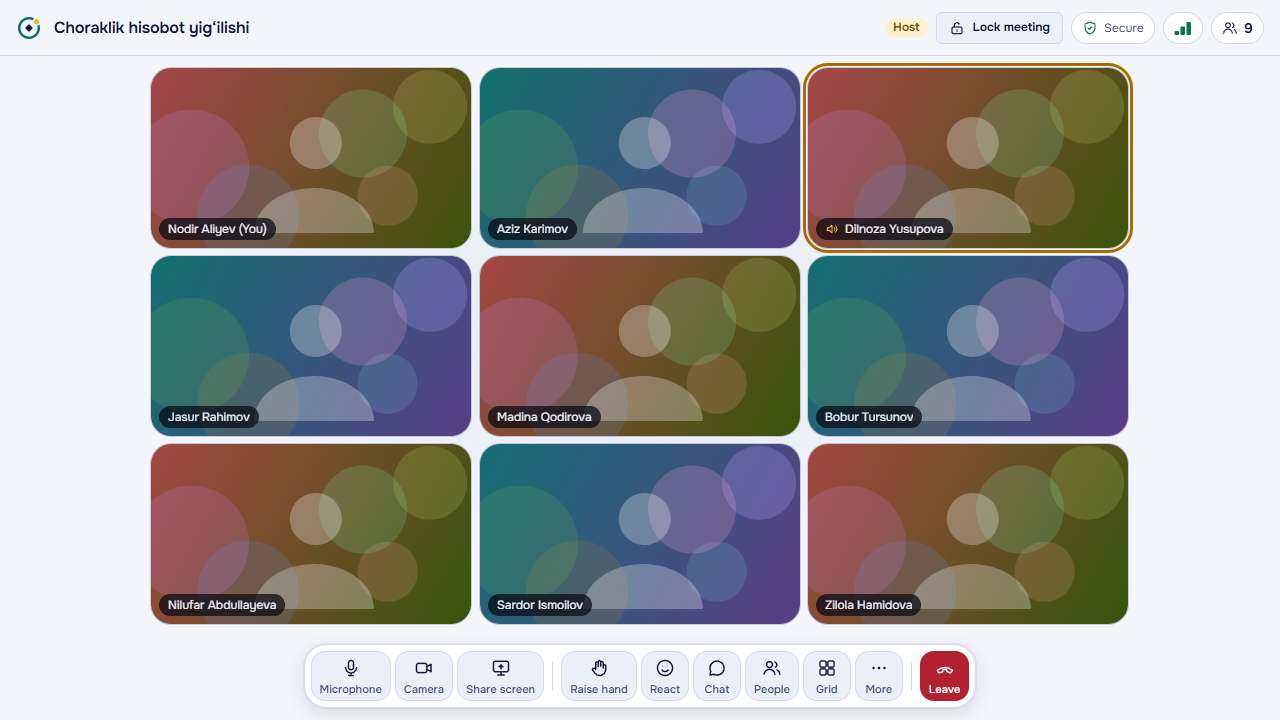 Choraklik hisobot yigʻilishi
Host
Lock meeting
Secure
9
Nodir Aliyev (You)
Aziz Karimov
Dilnoza Yusupova
Jasur Rahimov
Madina Qodirova
Bobur Tursunov
Nilufar Abdullayeva
Sardor Ismoilov
Zilola Hamidova
Microphone
Camera
Share screen
Raise hand
React
Chat
People
Grid
More
Leave